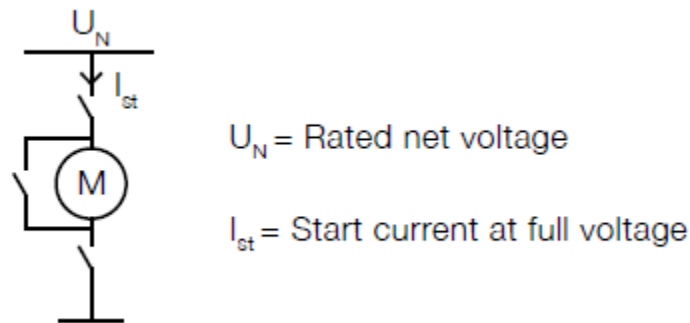 U_N
I_st
U_N = Rated net voltage
M
I_st = Start current at full voltage